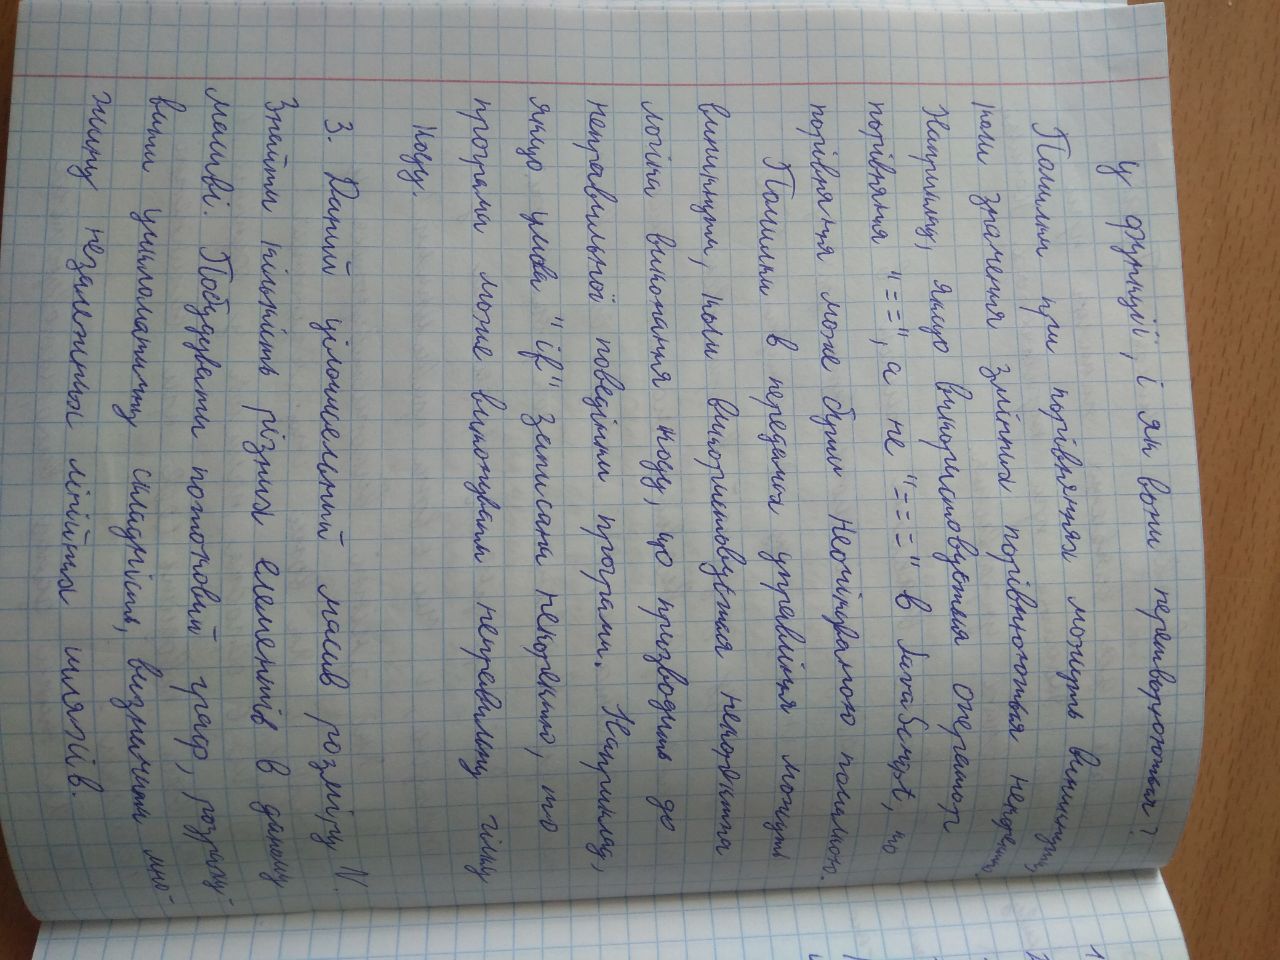 у функції, і як вони перетворюються?
Помилки при порівняннях можуть виникнути,
коли значення змінних порівнюються некоректно.
Наприклад, якщо використовується оператор
порівняння "==", а не "===" в JavaScript, то
порівняння може бути неочікуваною помилкою.
Помилки в передачах управління можуть
виникнути, коли використовується некоректна
логіка виконання коду, що призводить до
неправильної поведінки програми. Наприклад,
якщо умова "if" записана некоректно, то
програма може виконувати неправильну гілку
коду.
3. Даний цілочисельний масив розміру N.
Знайти кількість різних елементів в даному
масиві. Побудувати потоковий граф, розраху-
вати цикломатичну складність, визначити мно-
жину незалежних лінійних шляхів.